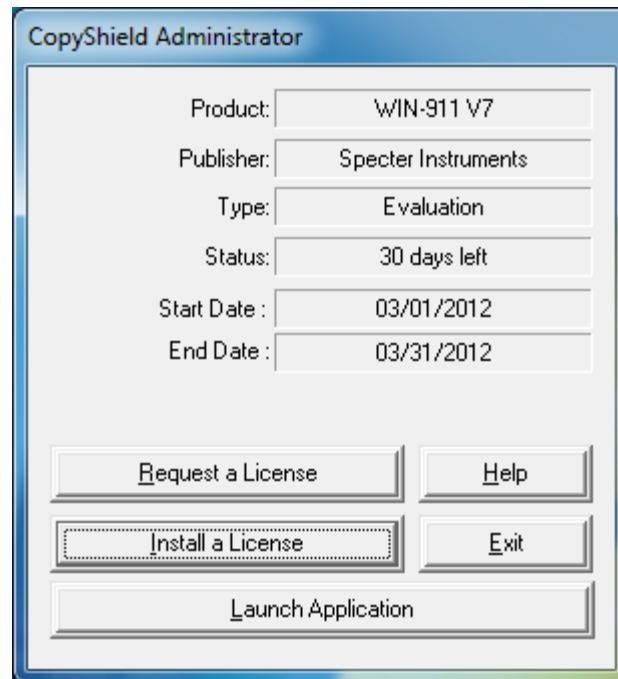 CopyShield Administrator
Product: WIN-911 V7
Publisher: Specter Instruments
Type: Evaluation
Status: 30 days left
Start Date : 03/01/2012
End Date : 03/31/2012
Request a License Help
Install a License Exit
Launch Application